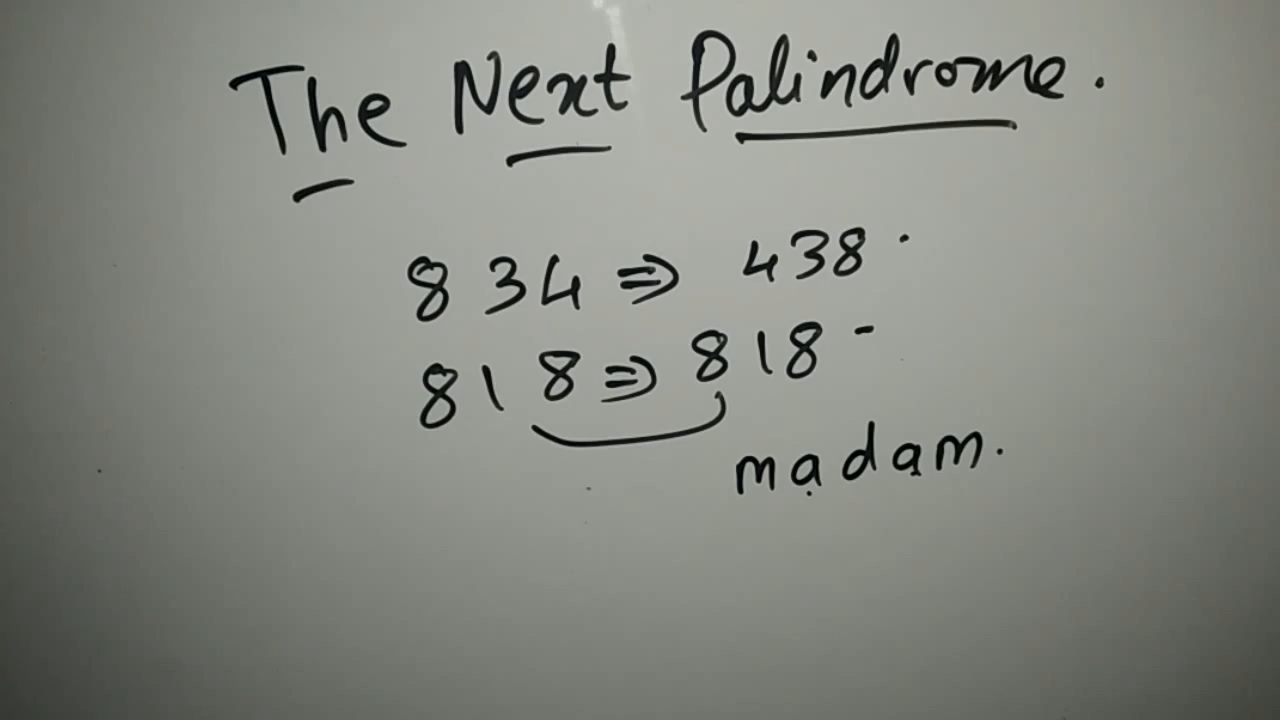 The Next Palindrome.
834 ⇒ 438.
818 ⇒ 818-
madam.